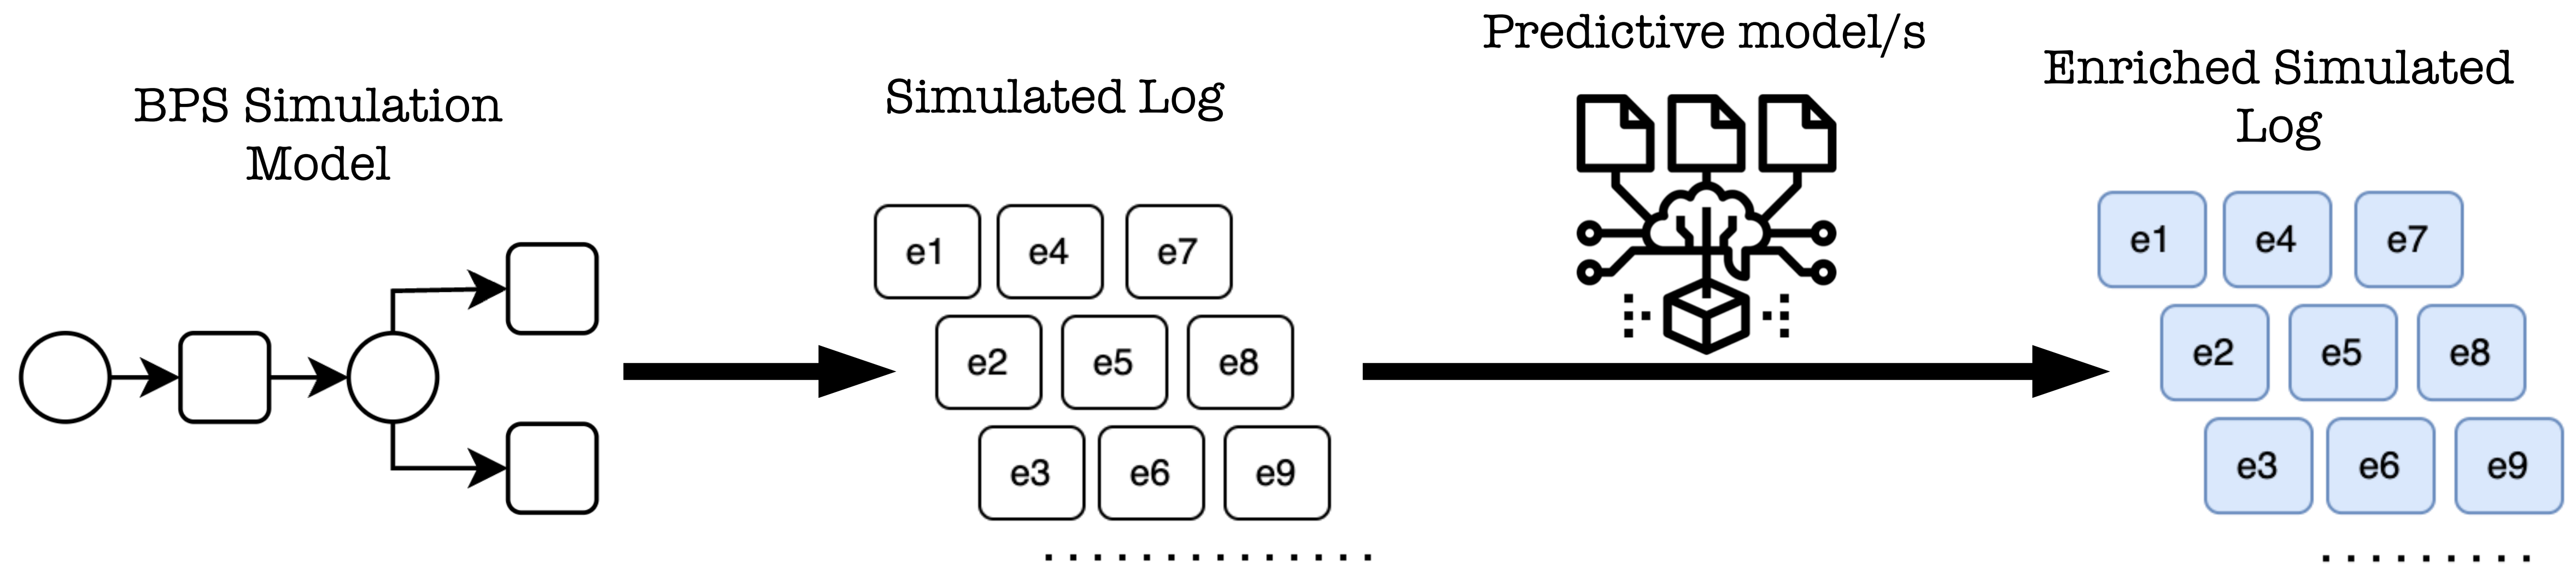 BPS Simulation
Model
Simulated Log
e1 e4 e7
e2 e5 e8
e3 e6 e9
Predictive model/s
Enriched Simulated
Log
e1 e4 e7
e2 e5 e8
e3 e6 e9